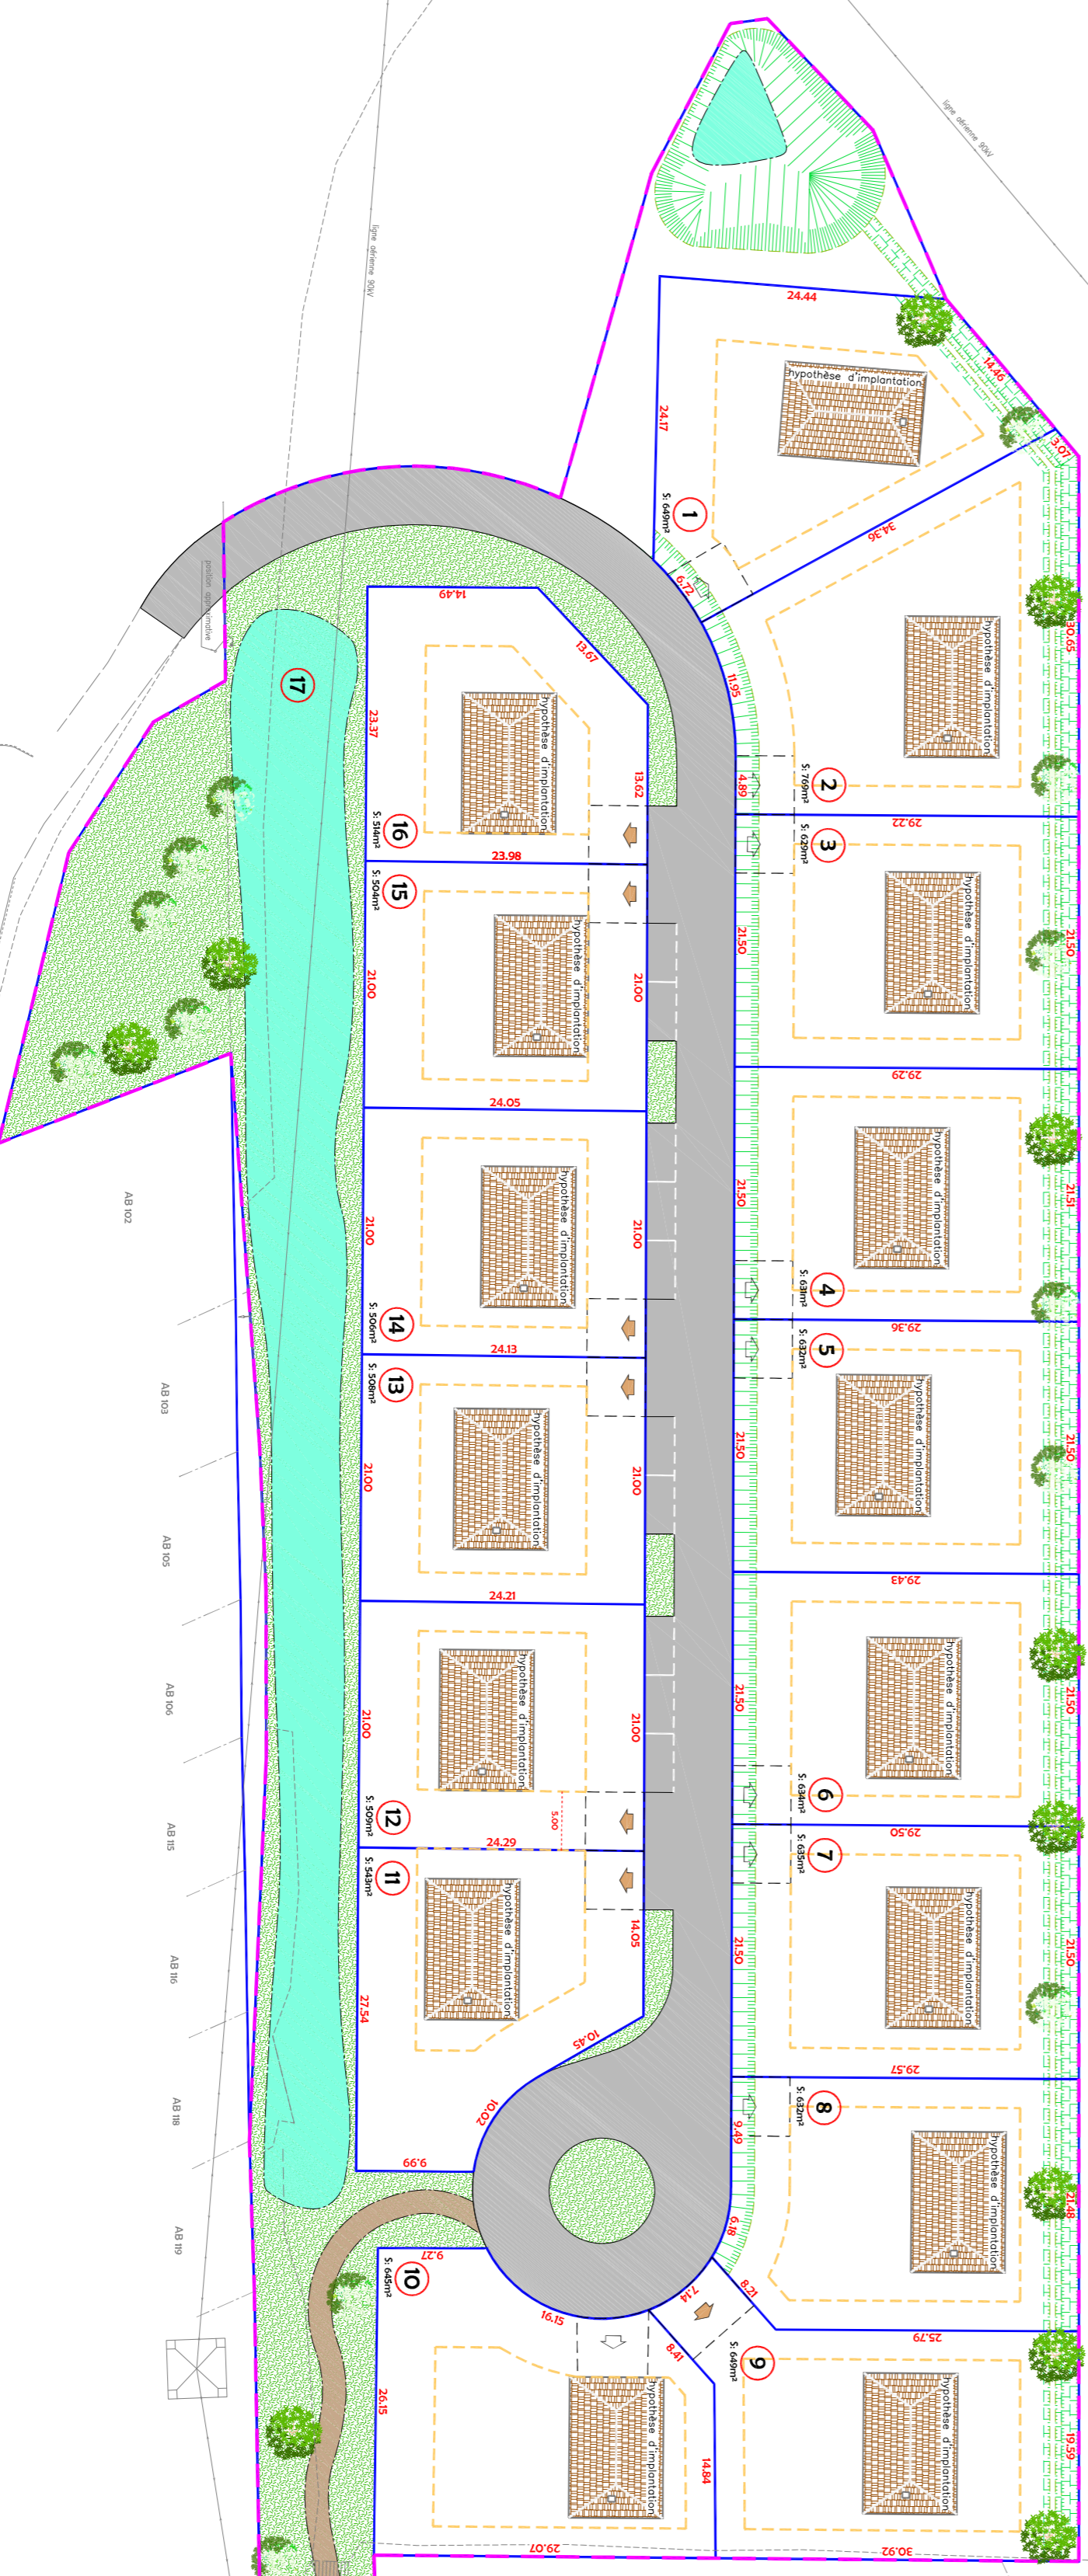 ligne aérienne 90kV
ligne aérienne 90kV
24.44
14.46
3.07
24.17
34.36
6.72
hypothèse d'implantation
1
S: 649m²
position approximative
17
14.49
13.67
23.37
13.62
hypothèse d'implantation
16
S: 514m²
11.95
4.89
30.65
hypothèse d'implantation
2
S: 769m²
29.22
3
S: 629m²
hypothèse d'implantation
21.50
21.50
29.29
23.98
15
S: 504m²
hypothèse d'implantation
21.00
21.00
24.05
hypothèse d'implantation
21.50
21.51
4
S: 631m²
29.36
21.00
21.00
hypothèse d'implantation
14
S: 506m²
24.13
13
S: 508m²
hypothèse d'implantation
21.00
21.00
24.21
5
S: 632m²
hypothèse d'implantation
21.50
21.50
29.43
hypothèse d'implantation
21.50
21.50
6
S: 634m²
29.50
hypothèse d'implantation
21.00
21.00
5.00
12
S: 509m²
24.29
11
S: 543m²
hypothèse d'implantation
14.05
27.54
10.45
10.02
9.99
7
S: 635m²
hypothèse d'implantation
21.50
21.50
29.57
8
S: 632m²
hypothèse d'implantation
9.49
6.18
21.48
8.21
25.79
7.14
9.27
10
S: 645m²
16.15
8.41
9
S: 649m²
hypothèse d'implantation
hypothèse d'implantation
26.15
14.84
19.59
29.07
30.92
AB 102
AB 103
AB 105
AB 106
AB 115
AB 116
AB 118
AB 119